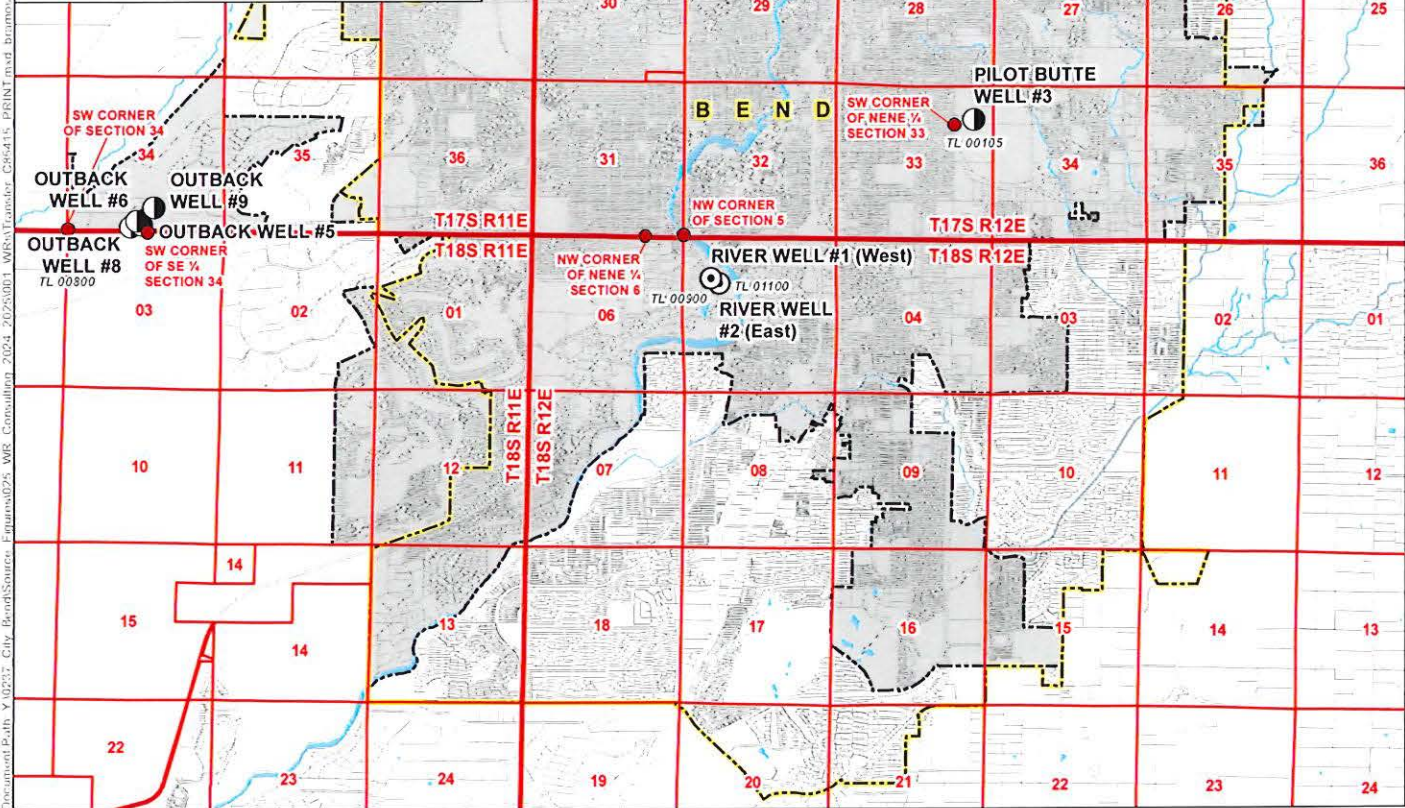 30
29
28
27
26
25
PILOT BUTTE
WELL #3
B E N D
SW CORNER
OF NENE ¼
SECTION 33
TL 00105
SW CORNER
OF SECTION 34
34
35
36
31
32
33
34
35
36
OUTBACK
WELL #6
OUTBACK
WELL #9
NW CORNER
OF SECTION 5
T17S R11E
T17S R12E
OUTBACK WELL #5
OUTBACK
WELL #8
TL 00800
SW CORNER
OF SE ¼
SECTION 34
T18S R11E
T18S R12E
NW CORNER
OF NENE ¼
SECTION 6
RIVER WELL #1 (West)
TL 00900
TL 01100
RIVER WELL
#2 (East)
03
02
01
06
04
03
02
01
T18S R11E
T18S R12E
10
11
12
07
08
09
10
11
12
14
15
14
13
18
17
16
15
14
13
22
23
24
19
20
21
22
23
24